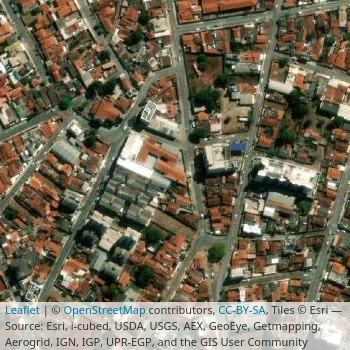 Leaflet | © OpenStreetMap contributors, CC-BY-SA, Tiles © Esri —
Source: Esri, i-cubed, USDA, USGS, AEX, GeoEye, Getmapping,
Aerogrid, IGN, IGP, UPR-EGP, and the GIS User Community